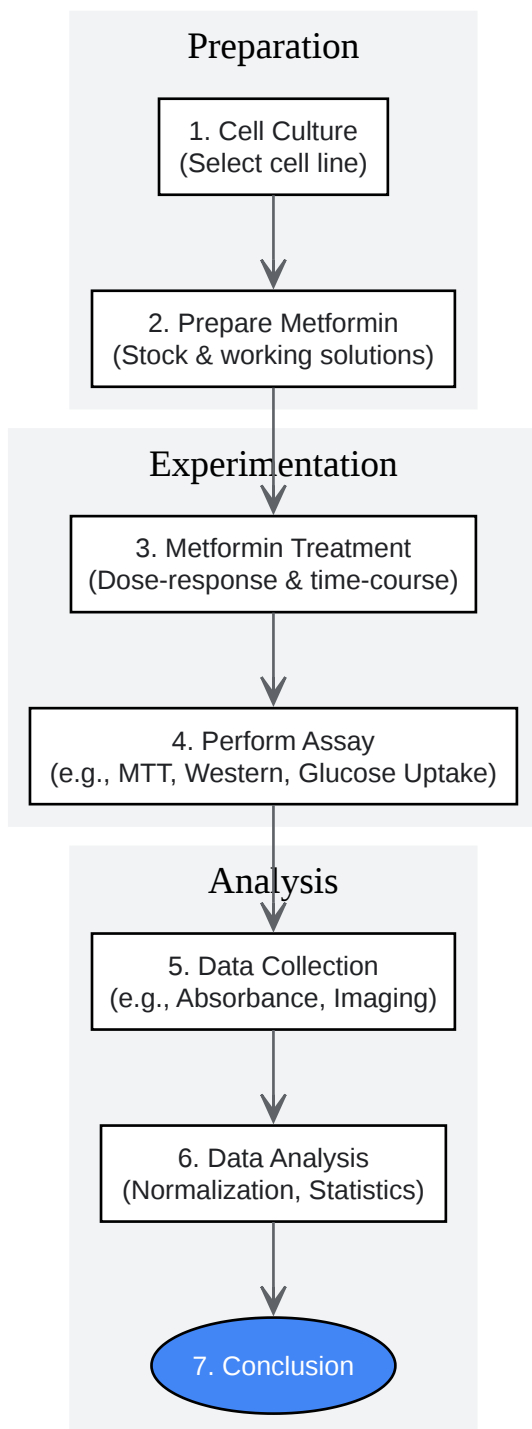 Preparation
1. Cell Culture
(Select cell line)
2. Prepare Metformin
(Stock & working solutions)
Experimentation
3. Metformin Treatment
(Dose-response & time-course)
4. Perform Assay
(e.g., MTT, Western, Glucose Uptake)
Analysis
5. Data Collection
(e.g., Absorbance, Imaging)
6. Data Analysis
(Normalization, Statistics)
7. Conclusion